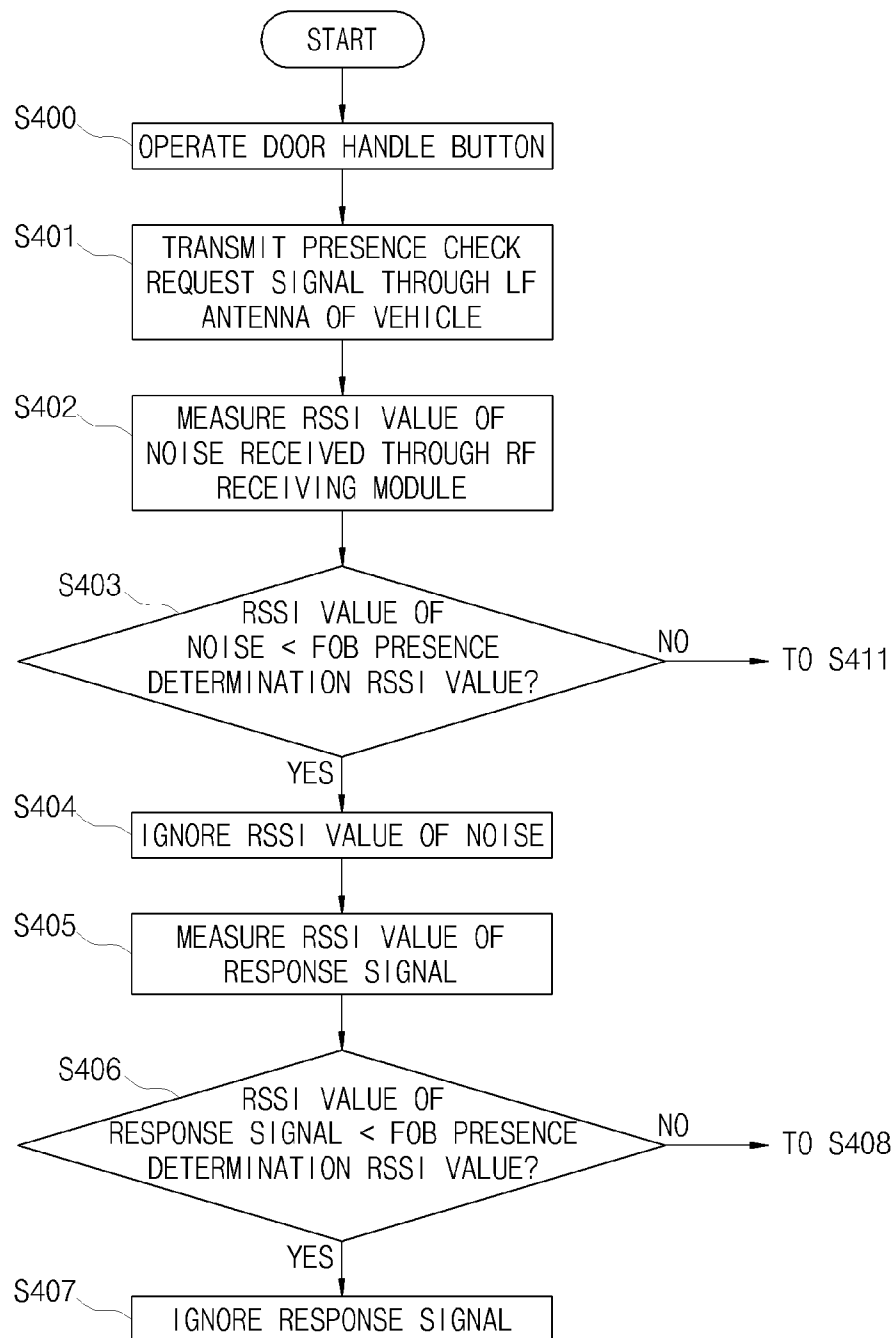 START
S400
OPERATE DOOR HANDLE BUTTON
S401
TRANSMIT PRESENCE CHECK
REQUEST SIGNAL THROUGH LF
ANTENNA OF VEHICLE
S402
MEASURE RSSI VALUE OF
NOISE RECEIVED THROUGH RF
RECEIVING MODULE
S403
RSSI VALUE OF
NOISE < FOB PRESENCE
DETERMINATION RSSI VALUE?
NO
TO S411
YES
S404
IGNORE RSSI VALUE OF NOISE
S405
MEASURE RSSI VALUE OF
RESPONSE SIGNAL
S406
RSSI VALUE OF
RESPONSE SIGNAL < FOB PRESENCE
DETERMINATION RSSI VALUE?
NO
TO S408
YES
S407
IGNORE RESPONSE SIGNAL